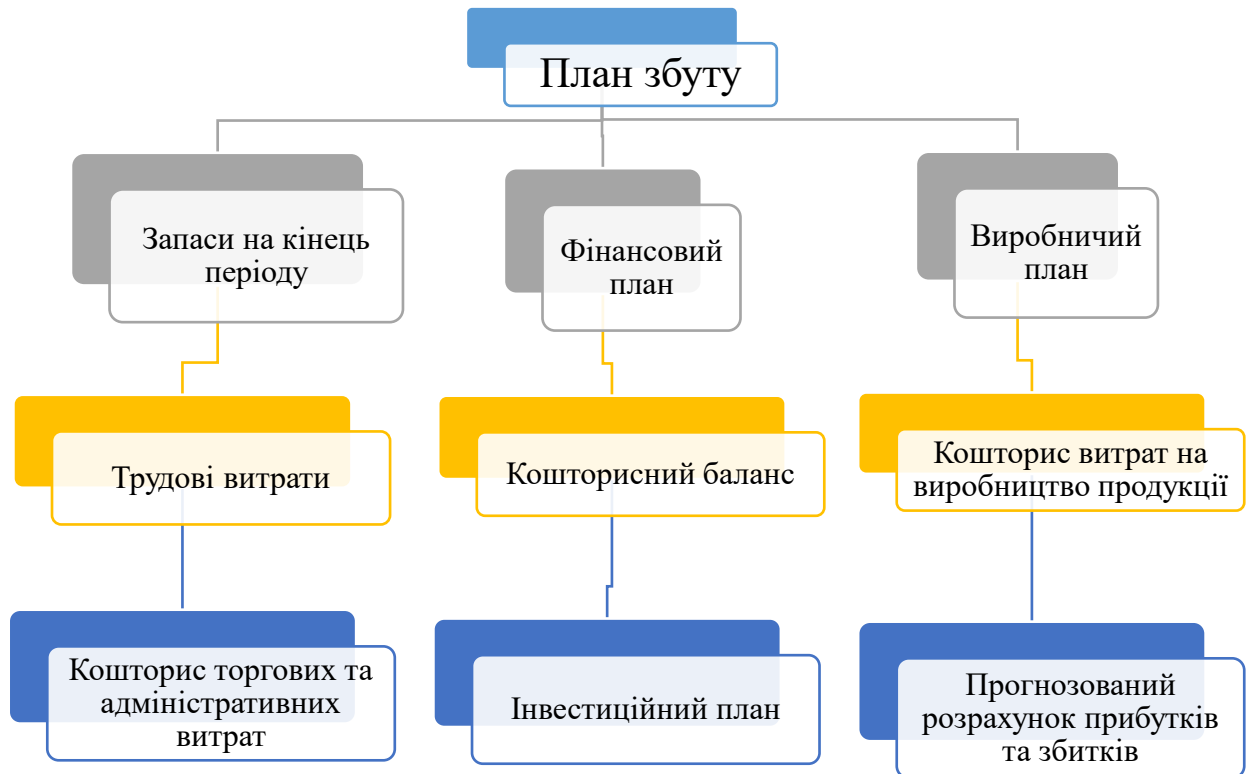 План збуту
Запаси на кінець
періоду
Фінансовий
план
Виробничий
план
Трудові витрати
Кошторисний баланс
Кошторис витрат на
виробництво продукції
Кошторис торгових та
адміністративних
витрат
Інвестиційний план
Прогнозований
розрахунок прибутків
та збитків